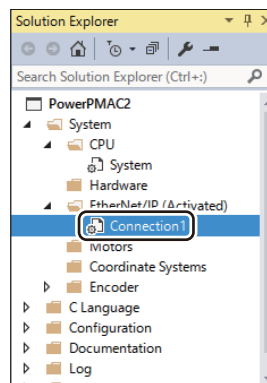 Solution Explorer
Search Solution Explorer (Ctrl+:)
PowerPMAC2
System
CPU
System
Hardware
EtherNet/IP (Activated)
Connection1
Motors
Coordinate Systems
Encoder
C Language
Configuration
Documentation
Log